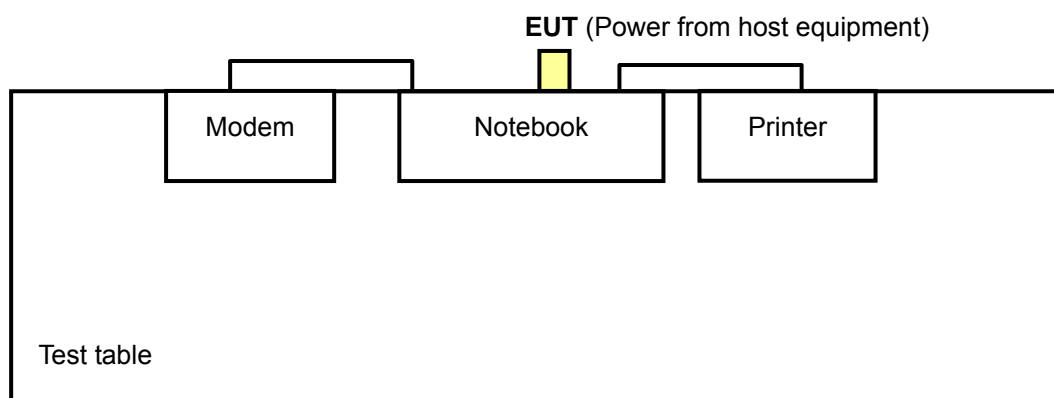 EUT (Power from host equipment)
Modem
Notebook
Printer
Test table